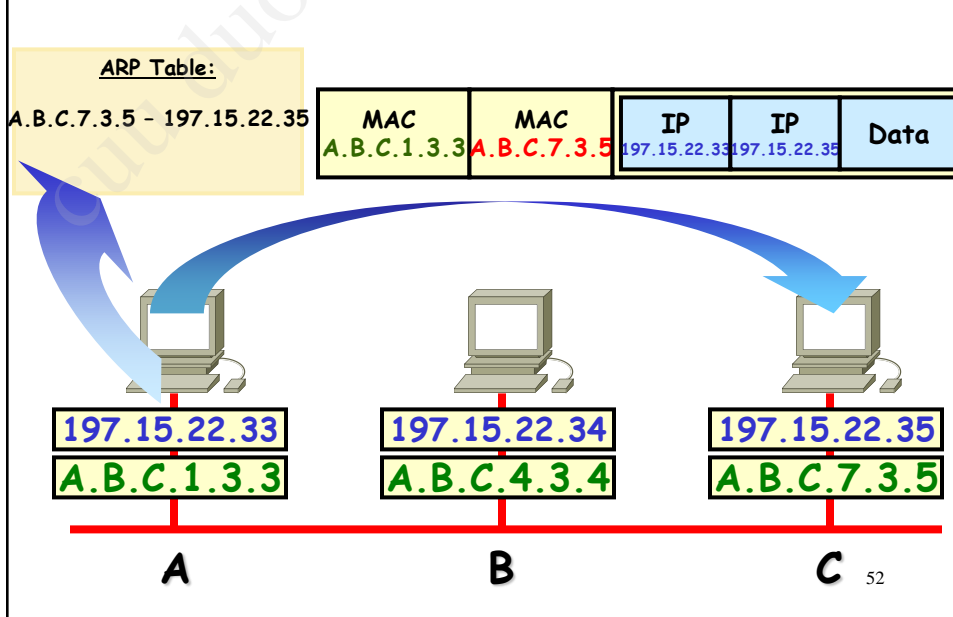 ARP Table:
A.B.C.7.3.5 - 197.15.22.35
MAC
A.B.C.1.3.3
MAC
A.B.C.7.3.5
IP
197.15.22.33
IP
197.15.22.35
Data
197.15.22.33
A.B.C.1.3.3
197.15.22.34
A.B.C.4.3.4
197.15.22.35
A.B.C.7.3.5
A
B
C
52
cuu duo